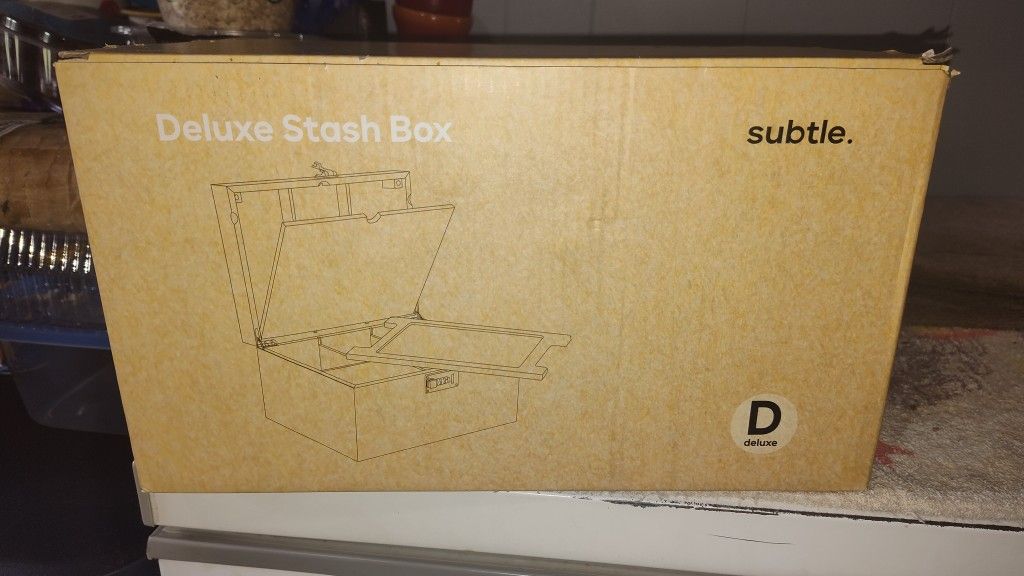 Deluxe Stash Box
subtle.
D
deluxe